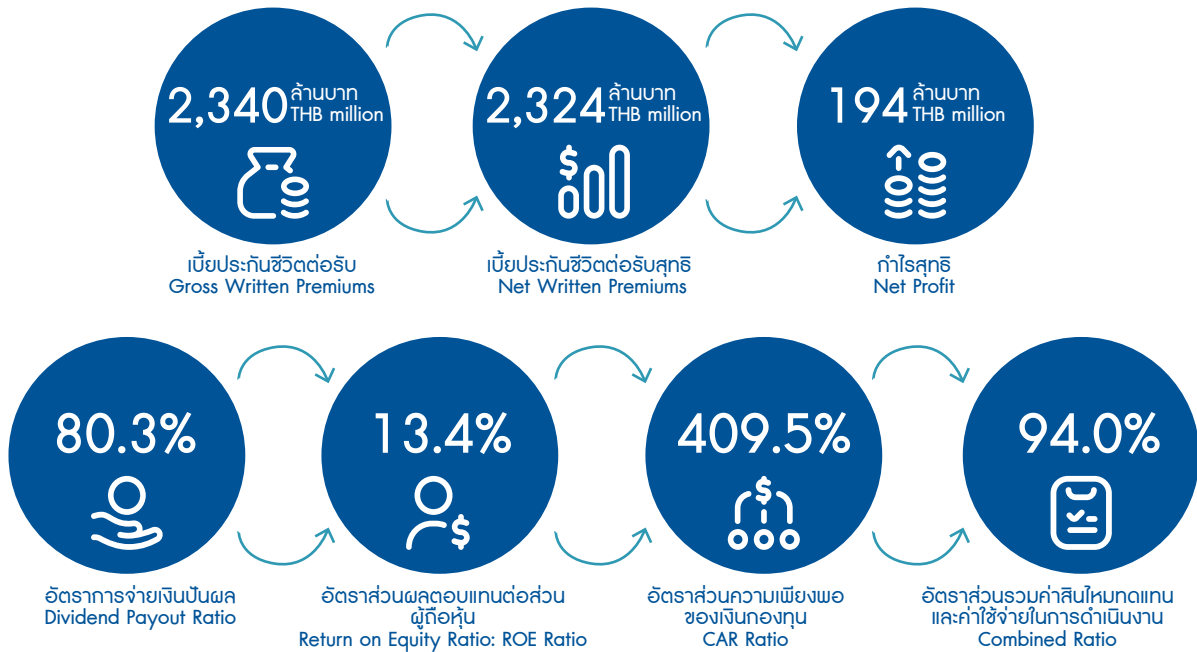 2,340 ล้านบาท
THB million
เบี้ยประกันชีวิตต่อรับ
Gross Written Premiums
2,324 ล้านบาท
THB million
เบี้ยประกันชีวิตต่อรับสุทธิ
Net Written Premiums
194 ล้านบาท
THB million
กำไรสุทธิ
Net Profit
80.3%
อัตราการจ่ายเงินปันผล
Dividend Payout Ratio
13.4%
อัตราส่วนผลตอบแทนต่อส่วน
ผู้ถือหุ้น
Return on Equity Ratio: ROE Ratio
409.5%
อัตราส่วนความเพียงพอ
ของเงินกองทุน
CAR Ratio
94.0%
อัตราส่วนรวมค่าสินไหมทดแทน
และค่าใช้จ่ายในการดำเนินงาน
Combined Ratio